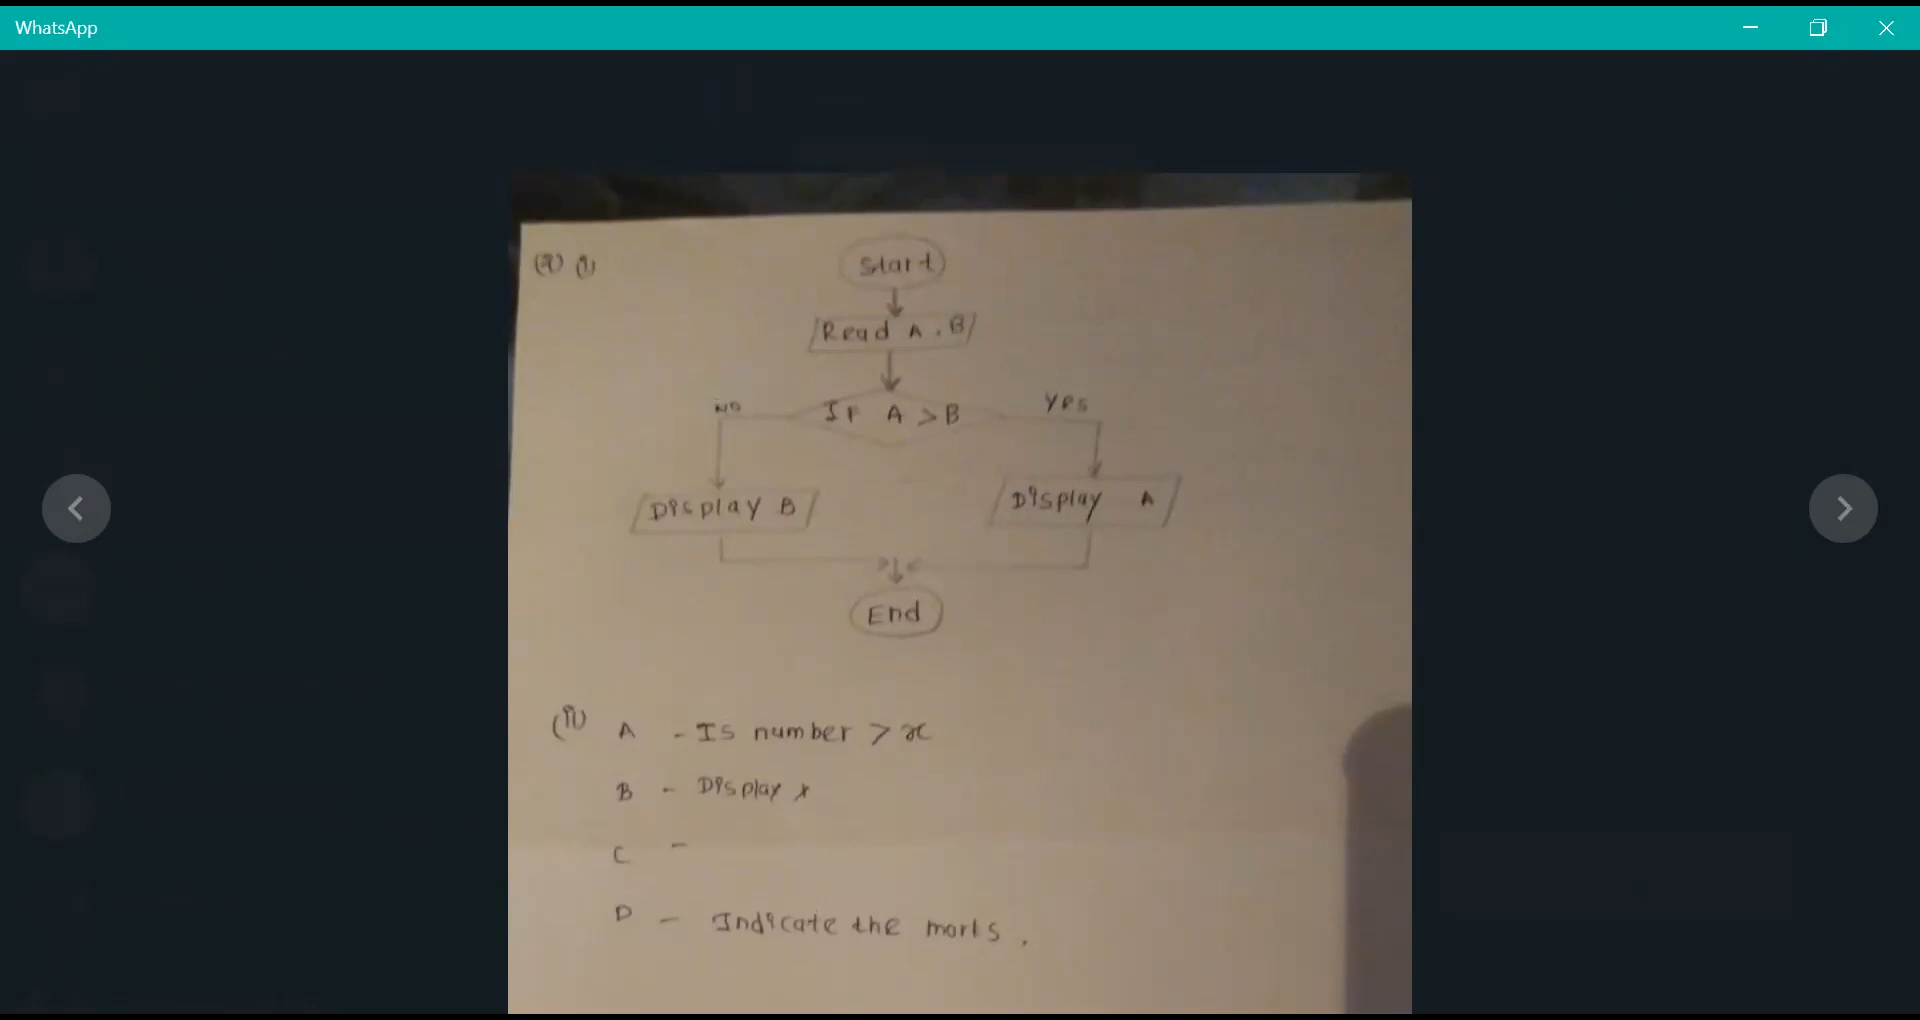 WhatsApp
Start
Read A, B
If A > B
NO
YES
Display B
Display A
End
(ii) A - Is number > x
B - Display x
C -
D - Indicate the marks.